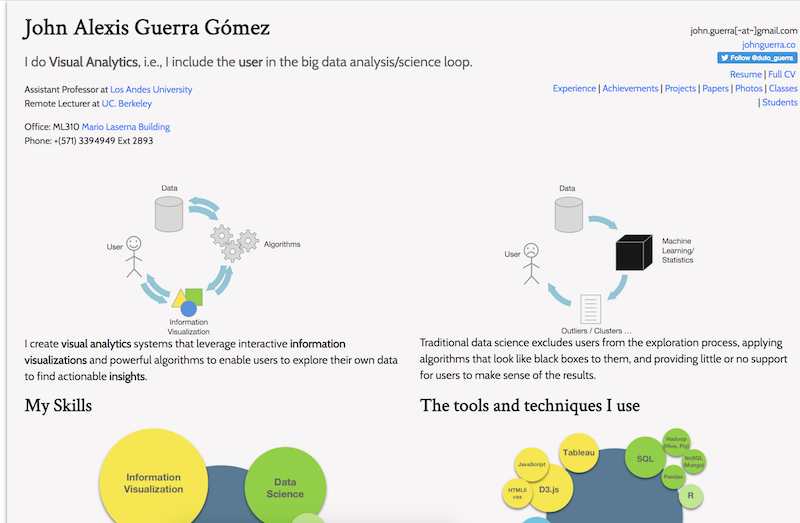 John Alexis Guerra Gómez
I do Visual Analytics, i.e., I include the user in the big data analysis/science loop.
Assistant Professor at Los Andes University
Remote Lecturer at UC. Berkeley
Office: ML310 Mario Laserna Building
Phone: +(571) 3394949 Ext 2893
john.guerra[~at~]gmail.com
johnguerra.co
Follow @duto_guerra
Resume | Full CV
Experience | Achievements | Projects | Papers | Photos | Classes
| Students
Data
User
Algorithms
Information
Visualization
I create visual analytics systems that leverage interactive information
visualizations and powerful algorithms to enable users to explore their own data
to find actionable insights.
Data
User
Machine
Learning/
Statistics
Outliers / Clusters ...
Traditional data science excludes users from the exploration process, applying
algorithms that look like black boxes to them, and providing little or no support
for users to make sense of the results.
My Skills
Information
Visualization
Data
Science
The tools and techniques I use
JavaScript
Tableau
HTML5
css
D3.js
SQL
Hadoop
(Hive, Pig)
NoSQL
(Mongo)
Pandas
R